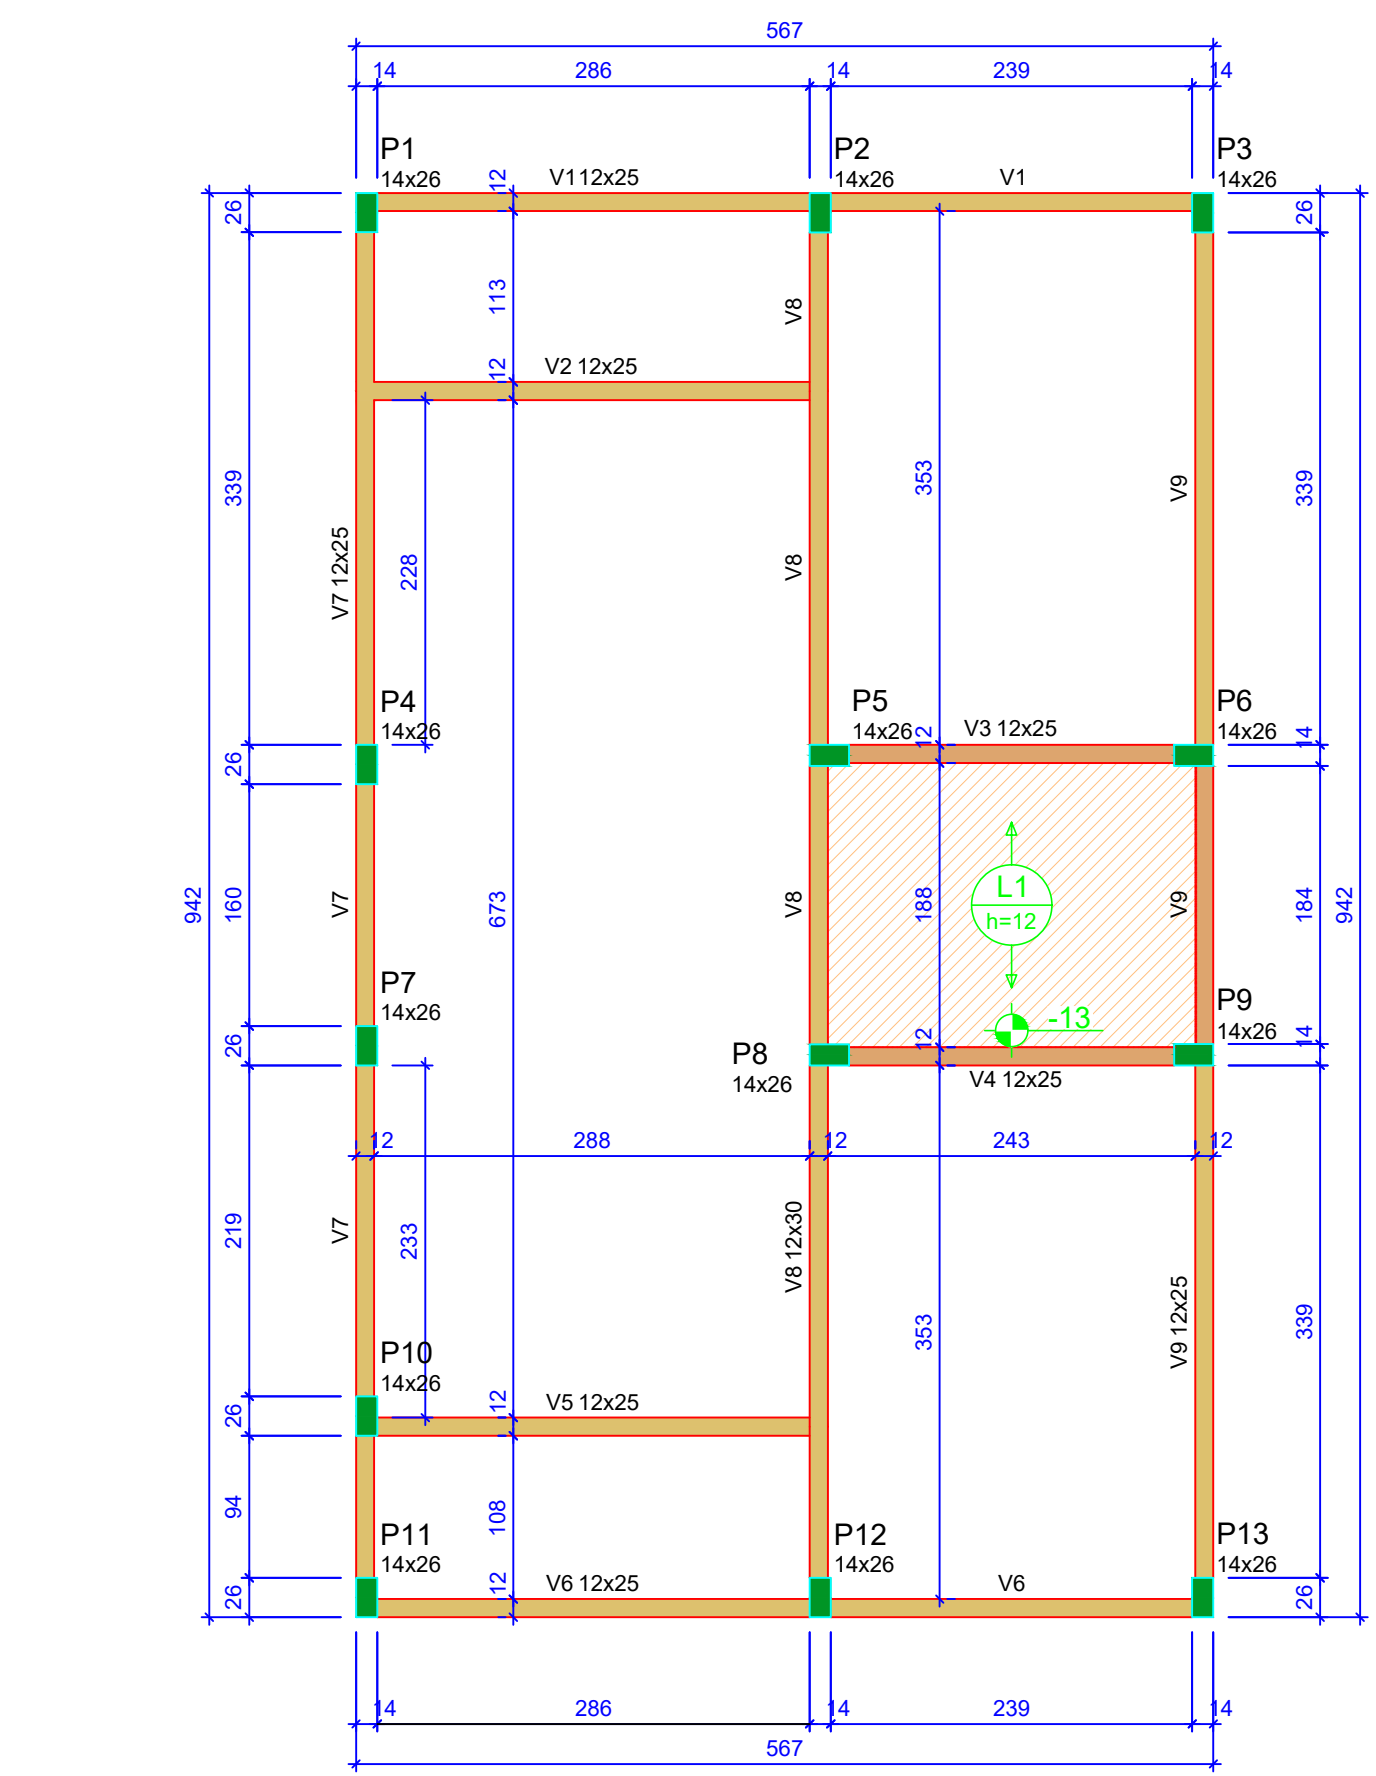 567
14
286
14
239
14
P1
14x26
V112x25
P2
14x26
V1
P3
14x26
12
26
26
113
V8
V2 12x25
12
339
V7 12x25
228
V8
353
V9
339
P4
14x26
P5
14x26
V3 12x25
12
P6
14x26
14
26
942
160
V7
673
V8
188
L1
h=12
V9
184
942
P7
14x26
-13
P9
14x26
26
12
14
P8
14x26
V4 12x25
12
288
12
243
12
219
V7
233
V8 12x30
353
V9 12x25
339
P10
14x26
26
12
V5 12x25
94
108
P11
14x26
P12
14x26
P13
14x26
26
12
V6 12x25
V6
26
14
286
14
239
14
567